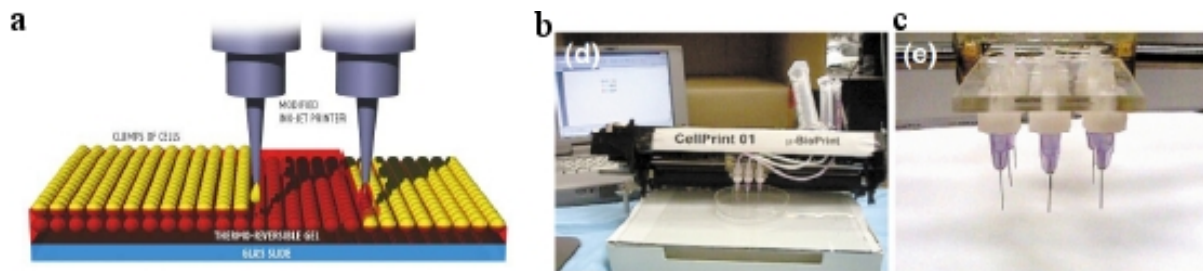 a
CLUMPS OF CELLS
MODIFIED
INK-JET PRINTER
THERMO-REVERSIBLE GEL
GLASS SLIDE
b
(d)
CellPrint 01
BioPrint
c
(e)